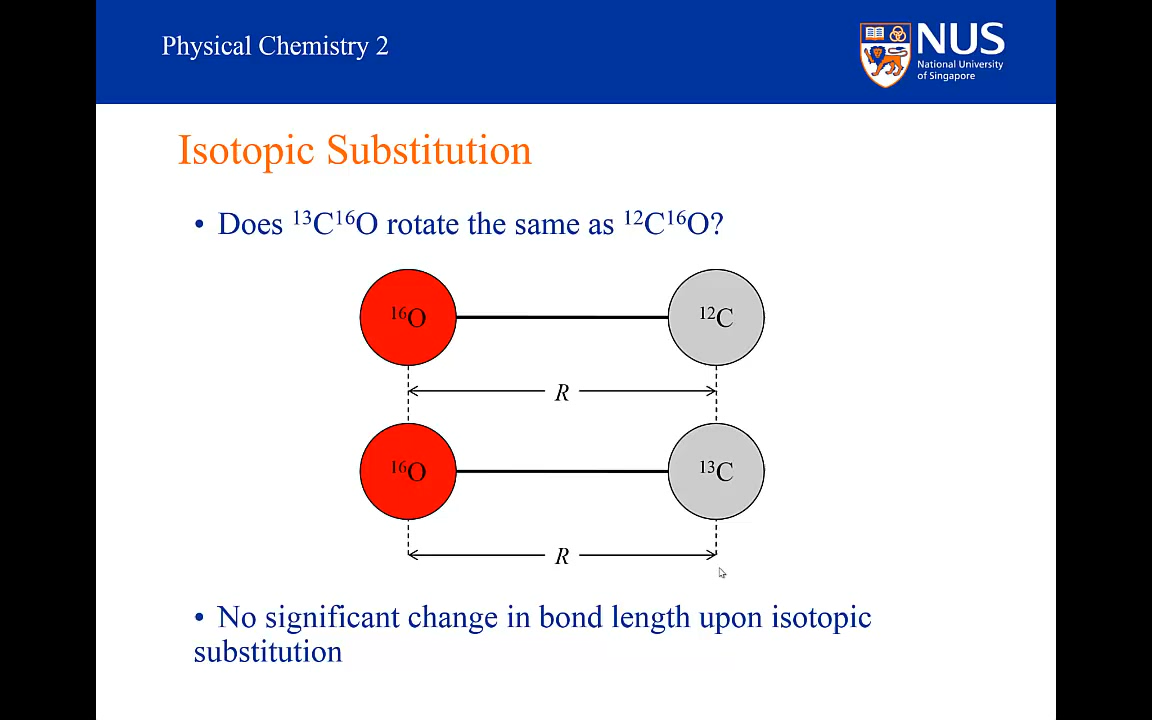 Physical Chemistry 2
NUS
National University
of Singapore
Isotopic Substitution
• Does ¹³C¹⁶O rotate the same as ¹²C¹⁶O?
¹⁶O
¹²C
R
¹⁶O
¹³C
R
• No significant change in bond length upon isotopic
substitution